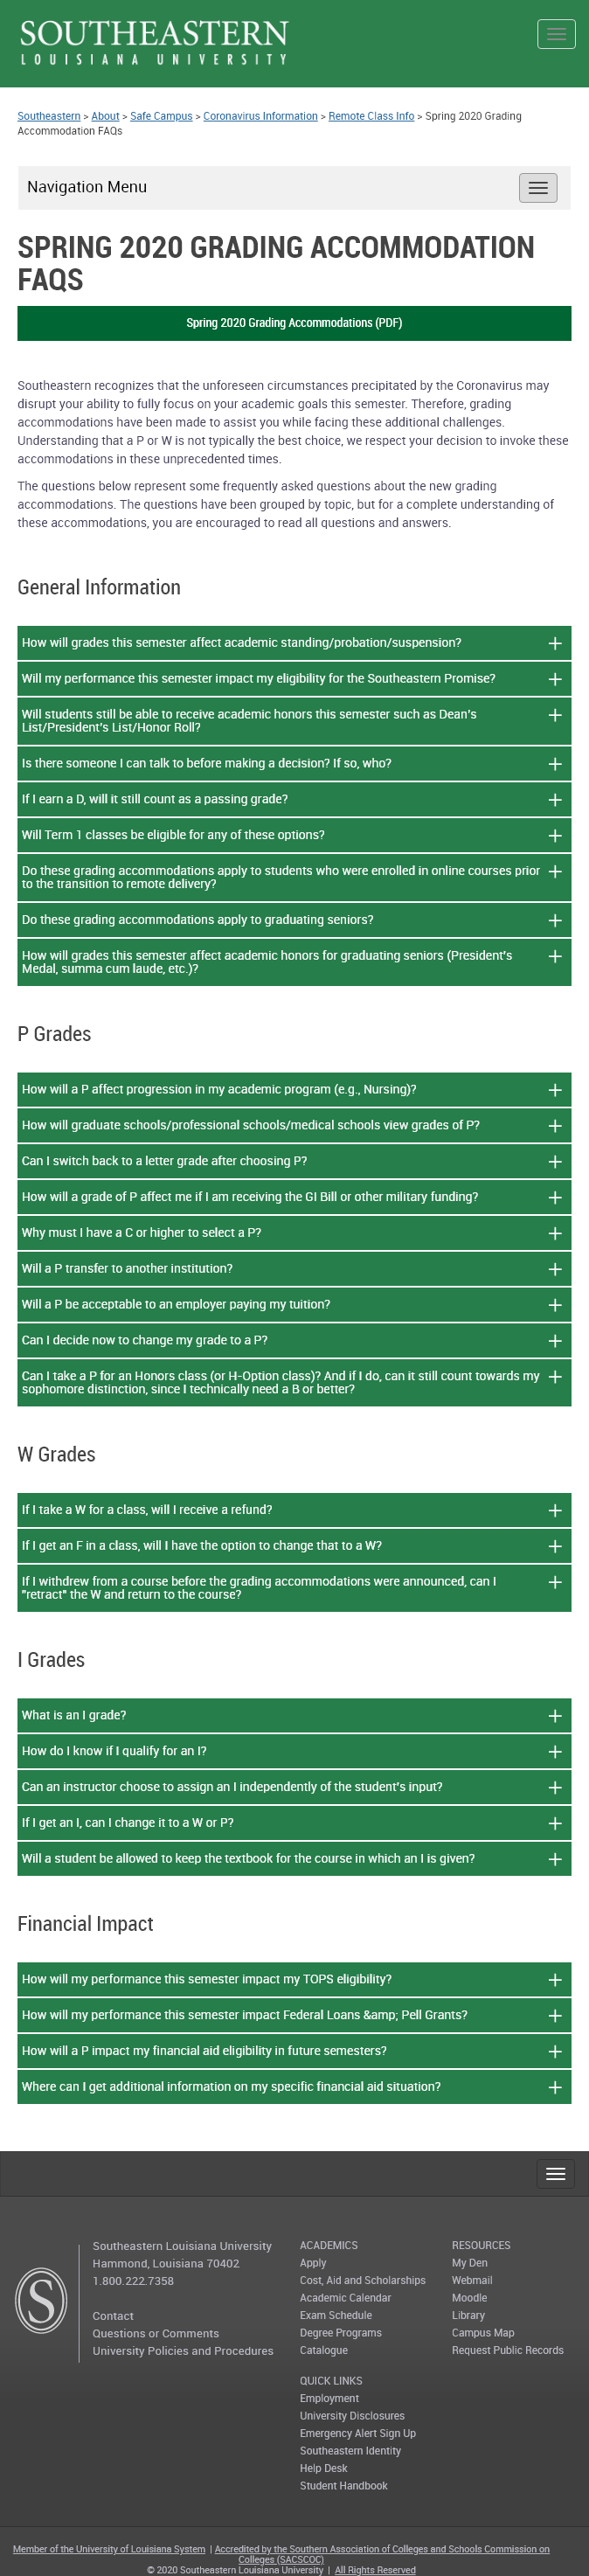 SOUTHEASTERN
LOUISIANA UNIVERSITY
Southeastern > About > Safe Campus > Coronavirus Information > Remote Class Info > Spring 2020 Grading
Accommodation FAQs
Navigation Menu
SPRING 2020 GRADING ACCOMMODATION
FAQS
Spring 2020 Grading Accommodations (PDF)
Southeastern recognizes that the unforeseen circumstances precipitated by the Coronavirus may
disrupt your ability to fully focus on your academic goals this semester. Therefore, grading
accommodations have been made to assist you while facing these additional challenges.
Understanding that a P or W is not typically the best choice, we respect your decision to invoke these
accommodations in these unprecedented times.
The questions below represent some frequently asked questions about the new grading
accommodations. The questions have been grouped by topic, but for a complete understanding of
these accommodations, you are encouraged to read all questions and answers.
General Information
How will grades this semester affect academic standing/probation/suspension?
Will my performance this semester impact my eligibility for the Southeastern Promise?
Will students still be able to receive academic honors this semester such as Dean's
List/President's List/Honor Roll?
Is there someone I can talk to before making a decision? If so, who?
If I earn a D, will it still count as a passing grade?
Will Term 1 classes be eligible for any of these options?
Do these grading accommodations apply to students who were enrolled in online courses prior
to the transition to remote delivery?
Do these grading accommodations apply to graduating seniors?
How will grades this semester affect academic honors for graduating seniors (President's
Medal, summa cum laude, etc.)?
P Grades
How will a P affect progression in my academic program (e.g., Nursing)?
How will graduate schools/professional schools/medical schools view grades of P?
Can I switch back to a letter grade after choosing P?
How will a grade of P affect me if I am receiving the GI Bill or other military funding?
Why must I have a C or higher to select a P?
Will a P transfer to another institution?
Will a P be acceptable to an employer paying my tuition?
Can I decide now to change my grade to a P?
Can I take a P for an Honors class (or H-Option class)? And if I do, can it still count towards my
sophomore distinction, since I technically need a B or better?
W Grades
If I take a W for a class, will I receive a refund?
If I get an F in a class, will I have the option to change that to a W?
If I withdrew from a course before the grading accommodations were announced, can I
"retract" the W and return to the course?
I Grades
What is an I grade?
How do I know if I qualify for an I?
Can an instructor choose to assign an I independently of the student's input?
If I get an I, can I change it to a W or P?
Will a student be allowed to keep the textbook for the course in which an I is given?
Financial Impact
How will my performance this semester impact my TOPS eligibility?
How will my performance this semester impact Federal Loans &amp; Pell Grants?
How will a P impact my financial aid eligibility in future semesters?
Where can I get additional information on my specific financial aid situation?
S
Southeastern Louisiana University
Hammond, Louisiana 70402
1.800.222.7358
Contact
Questions or Comments
University Policies and Procedures
ACADEMICS
Apply
Cost, Aid and Scholarships
Academic Calendar
Exam Schedule
Degree Programs
Catalogue
QUICK LINKS
Employment
University Disclosures
Emergency Alert Sign Up
Southeastern Identity
Help Desk
Student Handbook
RESOURCES
My Den
Webmail
Moodle
Library
Campus Map
Request Public Records
Member of the University of Louisiana System | Accredited by the Southern Association of Colleges and Schools Commission on
Colleges (SACSCOC)
© 2020 Southeastern Louisiana University | All Rights Reserved